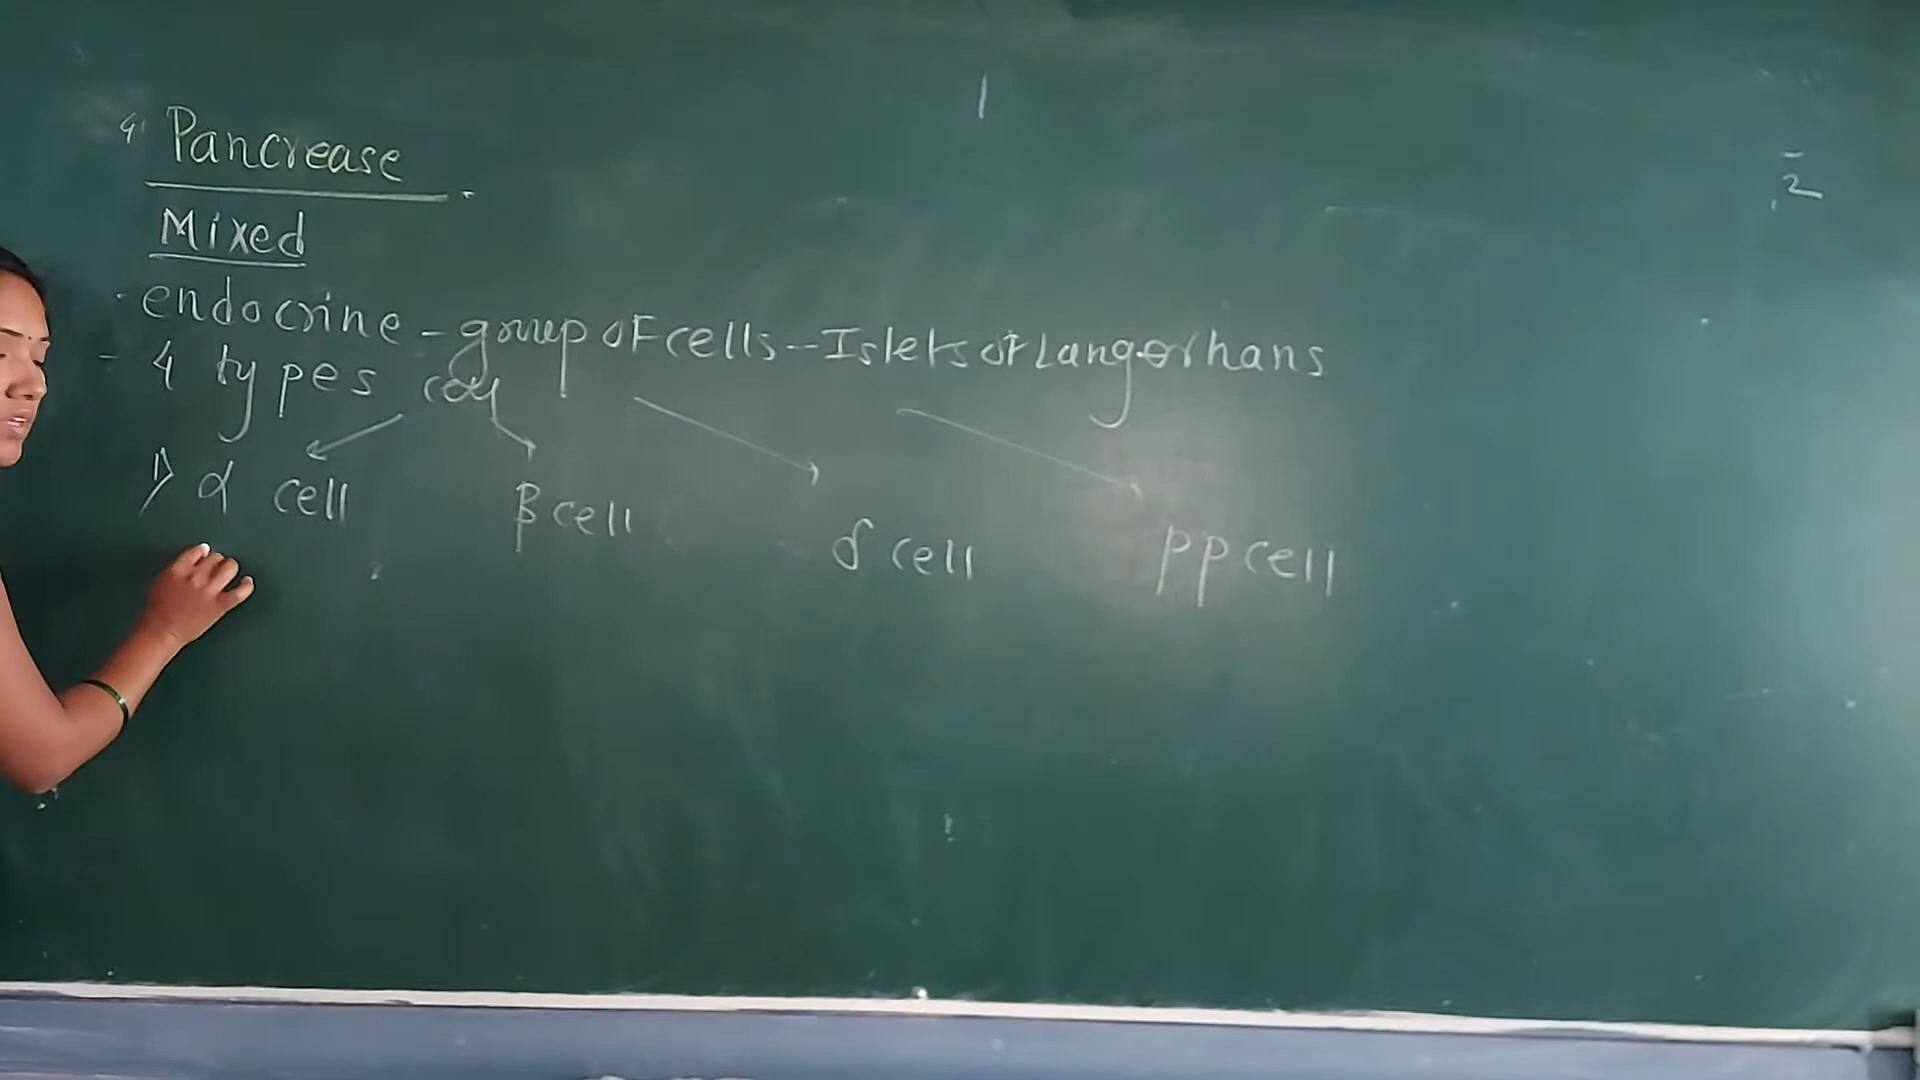 Pancrease
Mixed
endocrine - group of cells -- Islets of Langerhans
- 4 types
1) α cell β cell δ cell PP cell